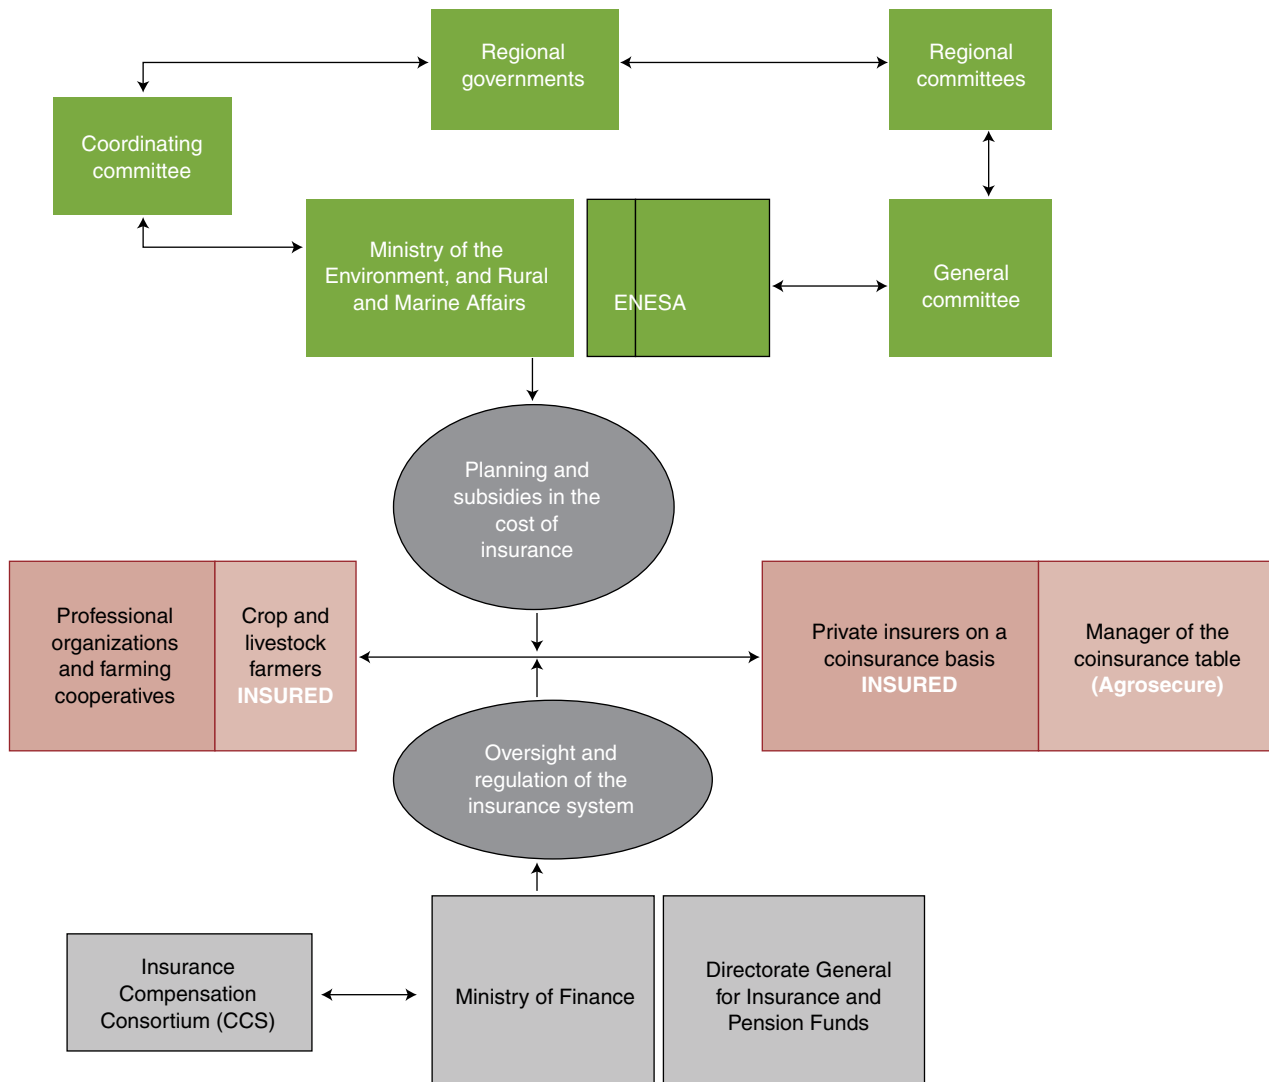 Regional
governments
Regional
committees
Coordinating
committee
Ministry of the
Environment, and Rural
and Marine Affairs
ENESA
General
committee
Planning and
subsidies in the
cost of
insurance
Professional
organizations
and farming
cooperatives
Crop and
livestock
farmers
INSURED
Private insurers on a
coinsurance basis
INSURED
Manager of the
coinsurance table
(Agrosecure)
Oversight and
regulation of the
insurance system
Insurance
Compensation
Consortium (CCS)
Ministry of Finance
Directorate General
for Insurance and
Pension Funds